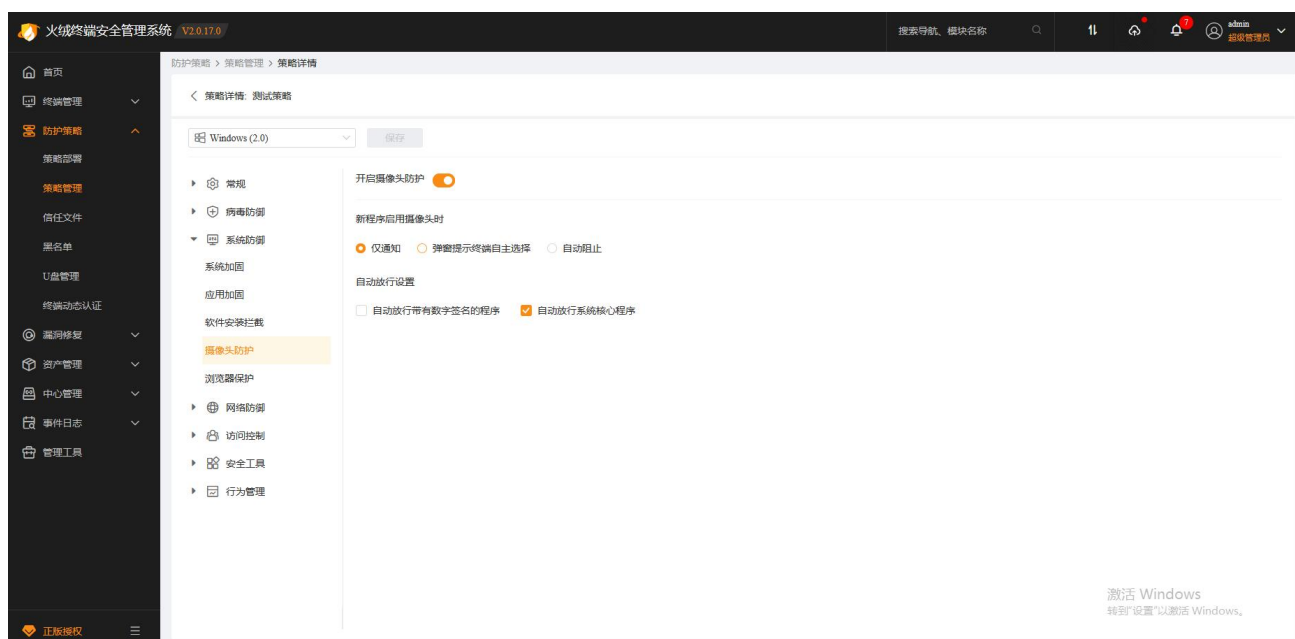 火绒终端安全管理系统 V2.0.17.0
搜索导航、模块名称
7
admin
超级管理员
首页
终端管理
防护策略
策略部署
策略管理
信任文件
黑名单
U盘管理
终端动态认证
漏洞修复
资产管理
中心管理
事件日志
管理工具
正版授权
防护策略 > 策略管理 > 策略详情
策略详情: 测试策略
Windows (2.0) 保存
常规
病毒防御
系统防御
系统加固
应用加固
软件安装拦截
摄像头防护
浏览器保护
网络防御
访问控制
安全工具
行为管理
开启摄像头防护
新程序启用摄像头时
仅通知 弹窗提示终端自主选择 自动阻止
自动放行设置
自动放行带有数字签名的程序 自动放行系统核心程序
激活 Windows
转到"设置"以激活 Windows。